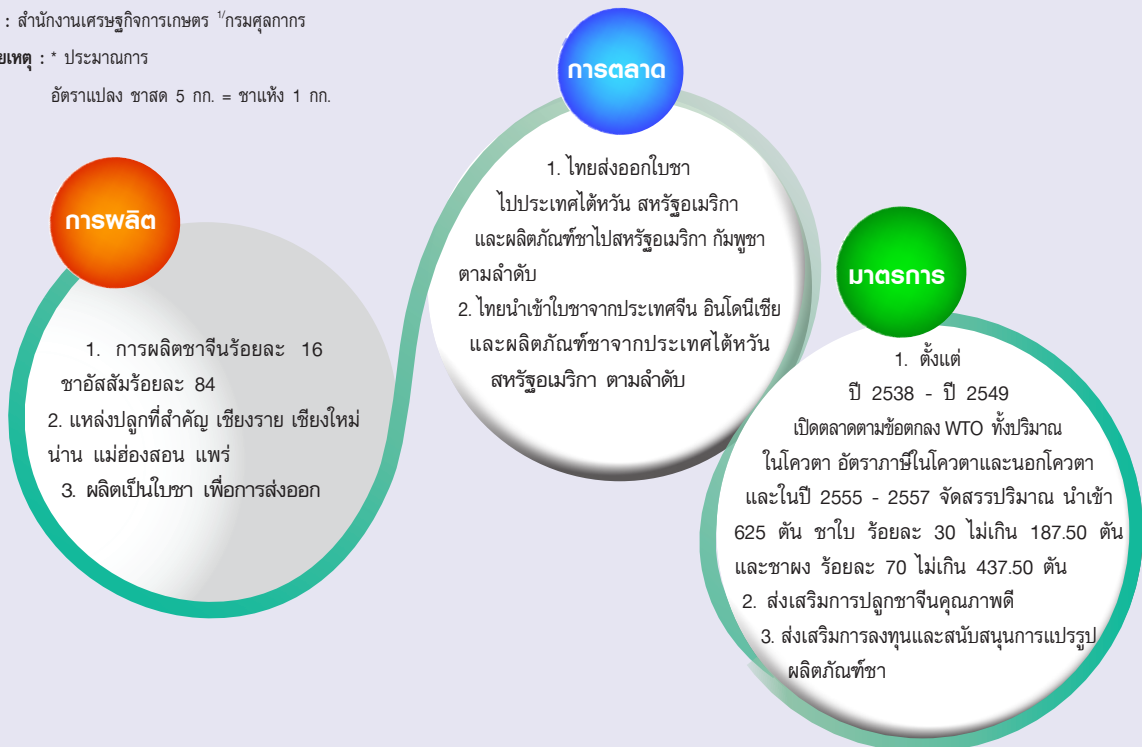 : สำนักงานเศรษฐกิจการเกษตร 1/กรมศุลกากร
ยเหตุ : * ประมาณการ
อัตราแปลง ชาสด 5 กก. = ชาแห้ง 1 กก.
การผลิต
1. การผลิตชาจีนร้อยละ 16
ชาอัสสัมร้อยละ 84
2. แหล่งปลูกที่สำคัญ เชียงราย เชียงใหม่
น่าน แม่ฮ่องสอน แพร่
3. ผลิตเป็นใบชา เพื่อการส่งออก
การตลาด
1. ไทยส่งออกใบชา
ไปประเทศไต้หวัน สหรัฐอเมริกา
และผลิตภัณฑ์ชาไปสหรัฐอเมริกา กัมพูชา
ตามลำดับ
2. ไทยนำเข้าใบชาจากประเทศจีน อินโดนีเซีย
และผลิตภัณฑ์ชาจากประเทศไต้หวัน
สหรัฐอเมริกา ตามลำดับ
มาตรการ
1. ตั้งแต่
ปี 2538 - ปี 2549
เปิดตลาดตามข้อตกลง WTO ทั้งปริมาณ
ในโควตา อัตราภาษีในโควตาและนอกโควตา
และในปี 2555 - 2557 จัดสรรปริมาณ นำเข้า
625 ตัน ชาใบ ร้อยละ 30 ไม่เกิน 187.50 ตัน
และชาผง ร้อยละ 70 ไม่เกิน 437.50 ตัน
2. ส่งเสริมการปลูกชาจีนคุณภาพดี
3. ส่งเสริมการลงทุนและสนับสนุนการแปรรูป
ผลิตภัณฑ์ชา